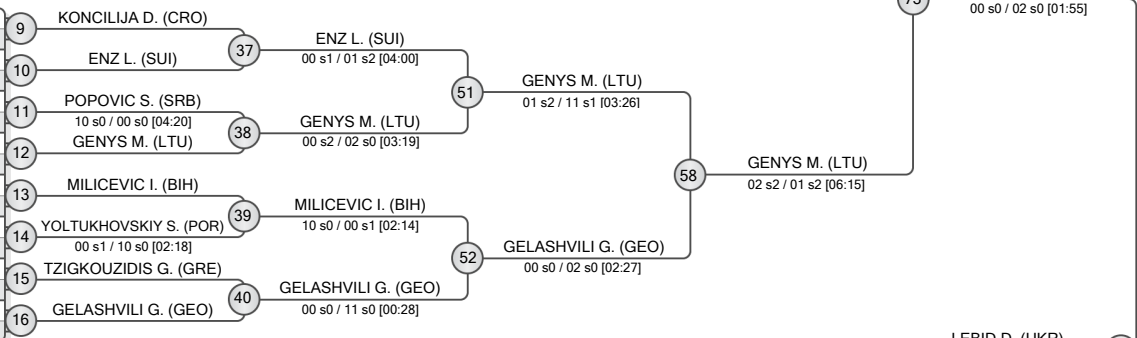 00 s0 / 02 s0 [01:55]
9
KONCILIJA D. (CRO)
37
ENZ L. (SUI)
00 s1 / 01 s2 [04:00]
10
ENZ L. (SUI)
51
GENYS M. (LTU)
01 s2 / 11 s1 [03:26]
11
POPOVIC S. (SRB)
10 s0 / 00 s0 [04:20]
38
GENYS M. (LTU)
00 s2 / 02 s0 [03:19]
12
GENYS M. (LTU)
58
GENYS M. (LTU)
02 s2 / 01 s2 [06:15]
13
MILICEVIC I. (BIH)
39
MILICEVIC I. (BIH)
10 s0 / 00 s1 [02:14]
14
YOLTUKHOVSKIY S. (POR)
00 s1 / 10 s0 [02:18]
52
GELASHVILI G. (GEO)
00 s0 / 02 s0 [02:27]
15
TZIGKOUZIDIS G. (GRE)
40
GELASHVILI G. (GEO)
00 s0 / 11 s0 [00:28]
16
GELASHVILI G. (GEO)
LEBID D. (UKR)